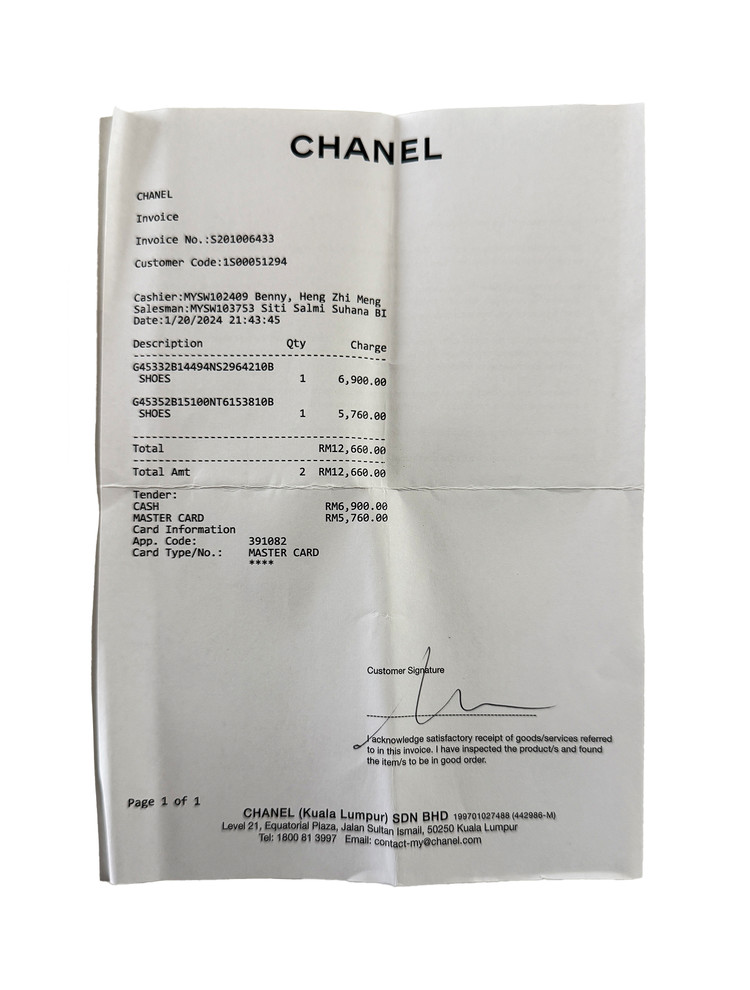 CHANEL
CHANEL
Invoice
Invoice No.:S201006433
Customer Code:1S00051294
Cashier:MYSW102409 Benny, Heng Zhi Meng
Salesman:MYSW103753 Siti Salmi Suhana BI
Date:1/20/2024 21:43:45
Description Qty Charge
G45332B14494NS2964210B
SHOES 1 6,900.00
G45352B15100NT6153810B
SHOES 1 5,760.00
Total RM12,660.00
Total Amt 2 RM12,660.00
Tender:
CASH RM6,900.00
MASTER CARD RM5,760.00
Card Information
App. Code: 391082
Card Type/No.: MASTER CARD
****
Customer Signature
I acknowledge satisfactory receipt of goods/services referred
to in this invoice. I have inspected the product/s and found
the item/s to be in good order.
Page 1 of 1
CHANEL (Kuala Lumpur) SDN BHD 199701027488 (442986-M)
Level 21, Equatorial Plaza, Jalan Sultan Ismail, 50250 Kuala Lumpur
Tel: 1800 81 3997 Email: contact-my@chanel.com